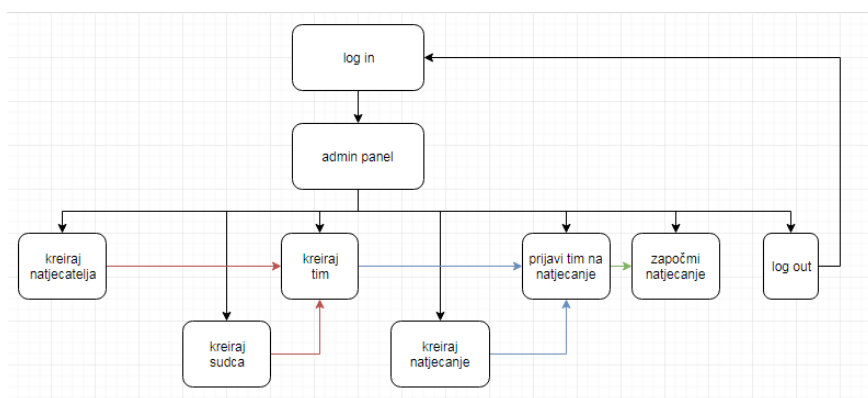 log in
admin panel
kreiraj
natjecatelja
kreiraj
tim
prijavi tim na
natjecanje
započmi
natjecanje
log out
kreiraj
sudca
kreiraj
natjecanje